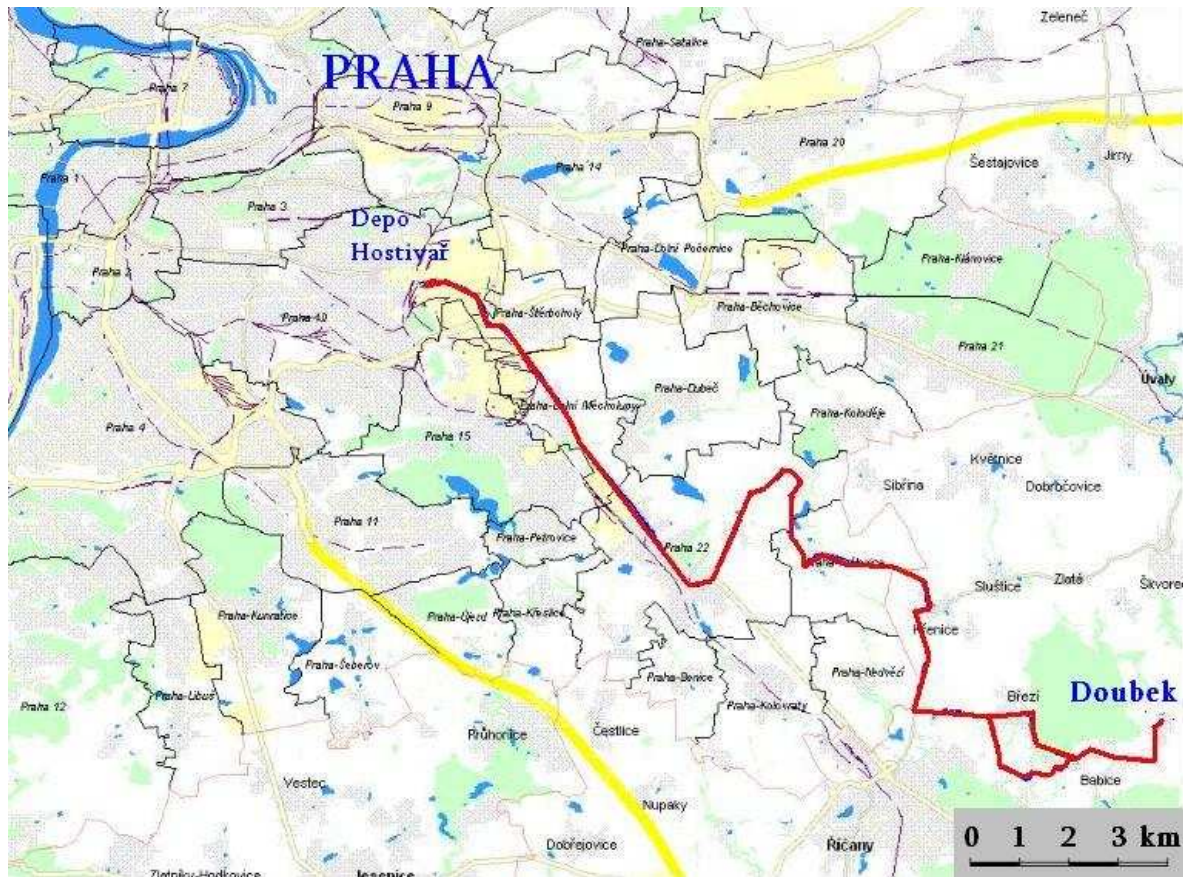 Zeleneč
Praha-Satalice
Praha 7
PRAHA
Praha 9
Praha 20
Praha 14
Šestajovice
Jirny
Praha 1
Praha 3
Depo
Hostivař
Praha-Dolní Počernice
Praha-Klánovice
Praha 2
Praha-Štěrboholy
Praha-Běchovice
Praha 10
Praha 21
Úvaly
Praha-Dubeč
Praha-Dolní Měcholupy
Praha-Koloděje
Praha 4
Praha 15
Květnice
Sibřina
Dobročovice
Praha 11
Praha-Petrovice
Praha 22
Sluštice
Zlatá
Škvorec
Praha-Kunratice
Praha-Újezd
Praha-Křeslice
Křenice
Praha-Šeberov
Praha-Benice
Praha-Nedvězí
Praha-Libuš
Praha 12
Praha-Kolovraty
Březí
Doubek
Průhonice
Čestlice
Vestec
Babice
Nupaky
Dobřejovice
Říčany
0 1 2 3 km
Zlatníky-Hodkovice
Jesenice